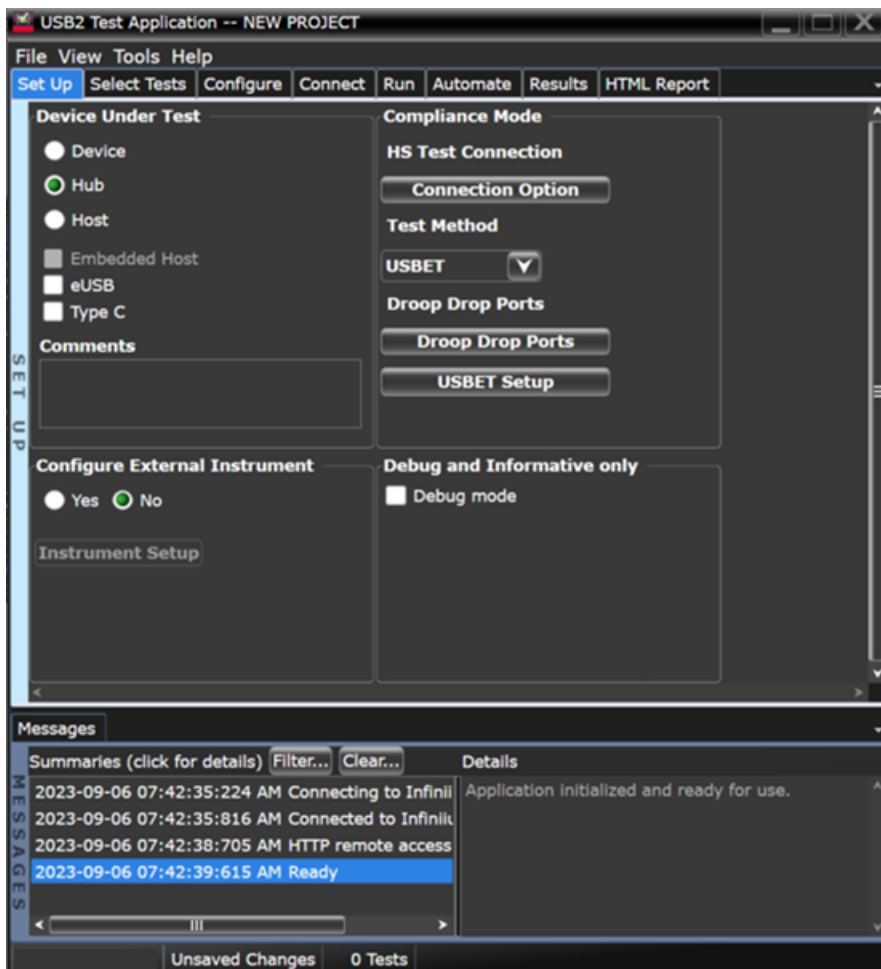 USB2 Test Application -- NEW PROJECT
File View Tools Help
Set Up Select Tests Configure Connect Run Automate Results HTML Report
SET UP
Device Under Test
Device
Hub
Host
Embedded Host
eUSB
Type C
Comments
Compliance Mode
HS Test Connection
Connection Option
Test Method
USBET
Droop Drop Ports
Droop Drop Ports
USBET Setup
Configure External Instrument
Yes No
Instrument Setup
Debug and Informative only
Debug mode
Messages
MESSAGES
Summaries (click for details) Filter... Clear...
2023-09-06 07:42:35:224 AM Connecting to Infinii
2023-09-06 07:42:35:816 AM Connected to Infiniiu
2023-09-06 07:42:38:705 AM HTTP remote access
2023-09-06 07:42:39:615 AM Ready
Details
Application initialized and ready for use.
Unsaved Changes 0 Tests